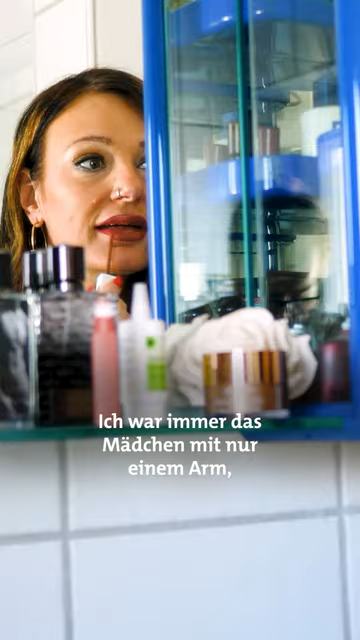 Ich war immer das
Mädchen mit nur
einem Arm,